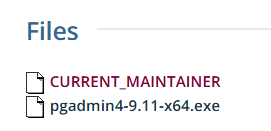 Files
CURRENT_MAINTAINER
pgadmin4-9.11-x64.exe